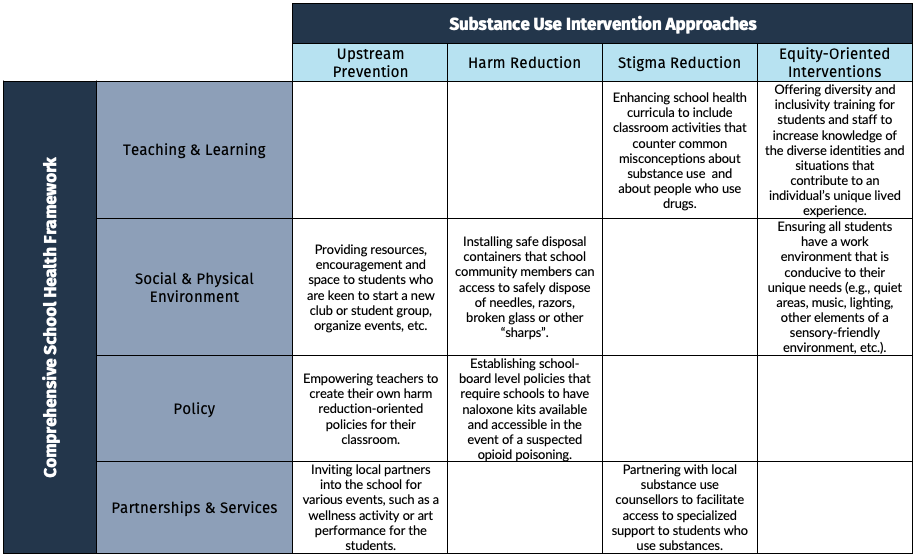 Substance Use Intervention Approaches
Upstream
Prevention
Harm Reduction
Stigma Reduction
Equity-Oriented
Interventions
Comprehensive School Health Framework
Teaching & Learning
Enhancing school health
curricula to include
classroom activities that
counter common
misconceptions about
substance use and
about people who use
drugs.
Offering diversity and
inclusivity training for
students and staff to
increase knowledge of
the diverse identities and
situations that
contribute to an
individual's unique lived
experience.
Social & Physical
Environment
Providing resources,
encouragement and
space to students who
are keen to start a new
club or student group,
organize events, etc.
Installing safe disposal
containers that school
community members can
access to safely dispose
of needles, razors,
broken glass or other
“sharps”.
Ensuring all students
have a work
environment that is
conducive to their
unique needs (e.g., quiet
areas, music, lighting,
other elements of a
sensory-friendly
environment, etc.).
Policy
Empowering teachers to
create their own harm
reduction-oriented
policies for their
classroom.
Establishing school-
board level policies that
require schools to have
naloxone kits available
and accessible in the
event of a suspected
opioid poisoning.
Partnerships & Services
Inviting local partners
into the school for
various events, such as a
wellness activity or art
performance for the
students.
Partnering with local
substance use
counsellors to facilitate
access to specialized
support to students who
use substances.